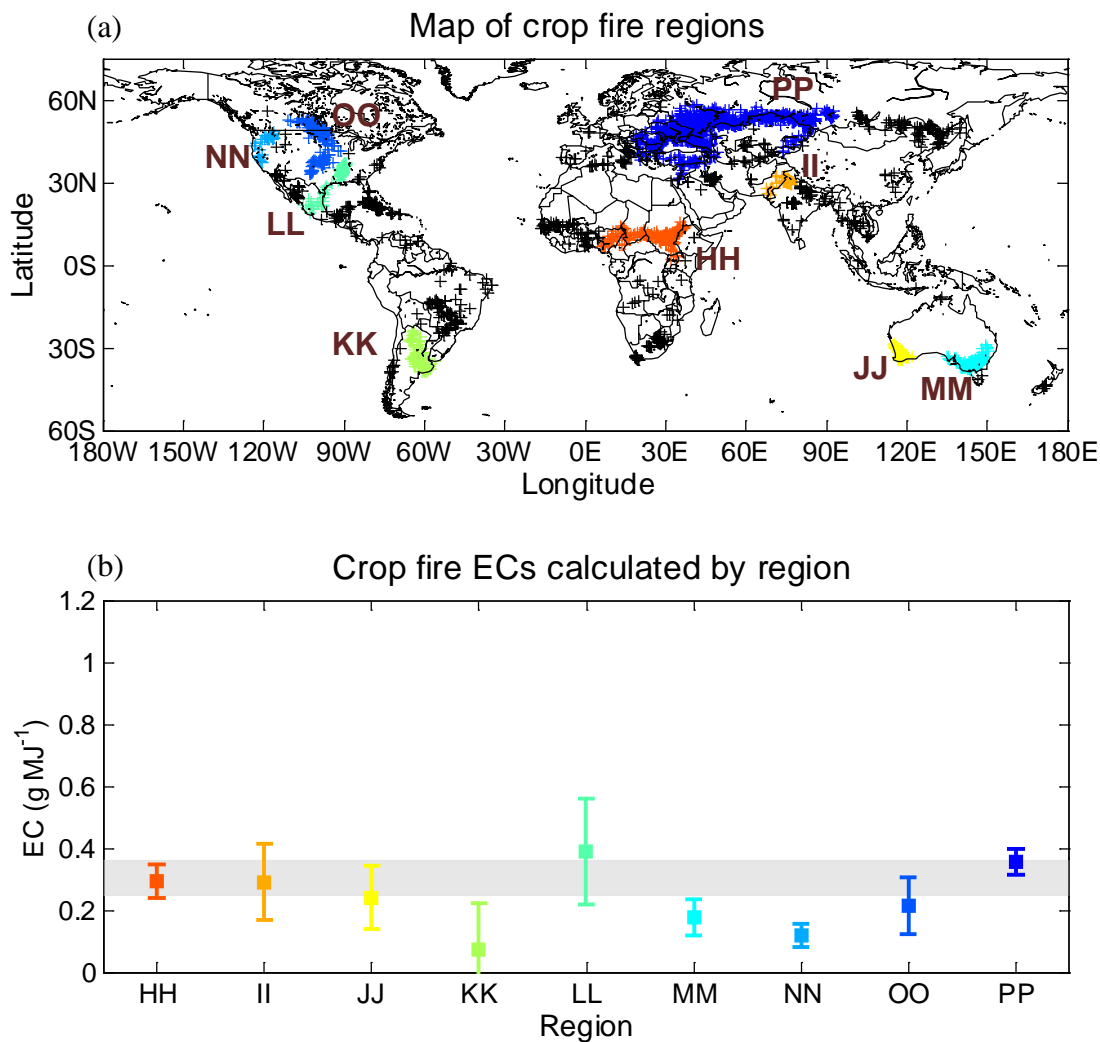 (a) Map of crop fire regions
60N
30N
0S
30S
60S
Latitude
OO
PP
NN
II
LL
HH
KK
JJ
MM
180W 150W 120W 90W 60W 30W 0E 30E 60E 90E 120E 150E 180E
Longitude
(b) Crop fire ECs calculated by region
1.2
1
0.8
0.6
0.4
0.2
0
EC (g MJ⁻¹)
HH II JJ KK LL MM NN OO PP
Region